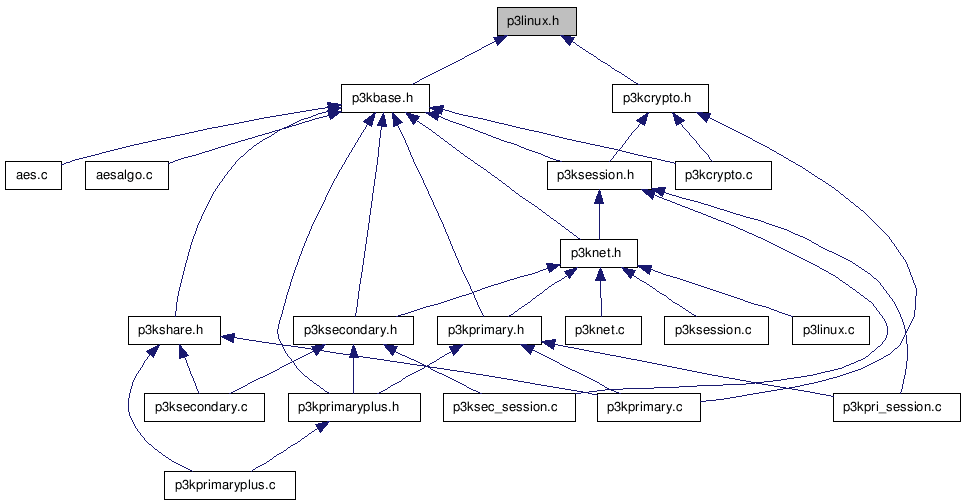 p3linux.h
p3kbase.h
p3kcrypto.h
aes.c
aesalgo.c
p3ksession.h
p3kcrypto.c
p3knet.h
p3kshare.h
p3ksecondary.h
p3kprimary.h
p3knet.c
p3ksession.c
p3linux.c
p3ksecondary.c
p3kprimaryplus.h
p3ksec_session.c
p3kprimary.c
p3kpri_session.c
p3kprimaryplus.c